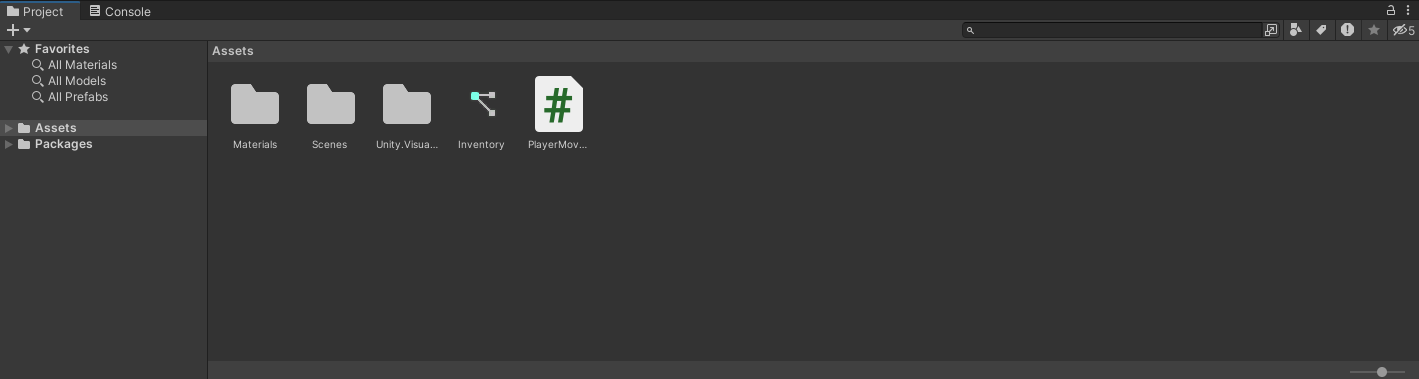 Project
Console
5
Favorites
All Materials
All Models
All Prefabs
Assets
Packages
Assets
Materials
Scenes
Unity.Visua...
Inventory
PlayerMov...
#